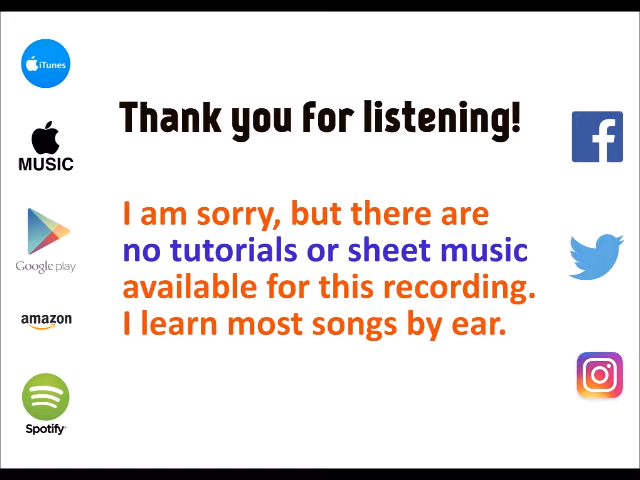 iTunes
Thank you for listening!
MUSIC
I am sorry, but there are
no tutorials or sheet music
Google play
available for this recording.
amazon
I learn most songs by ear.
Spotify